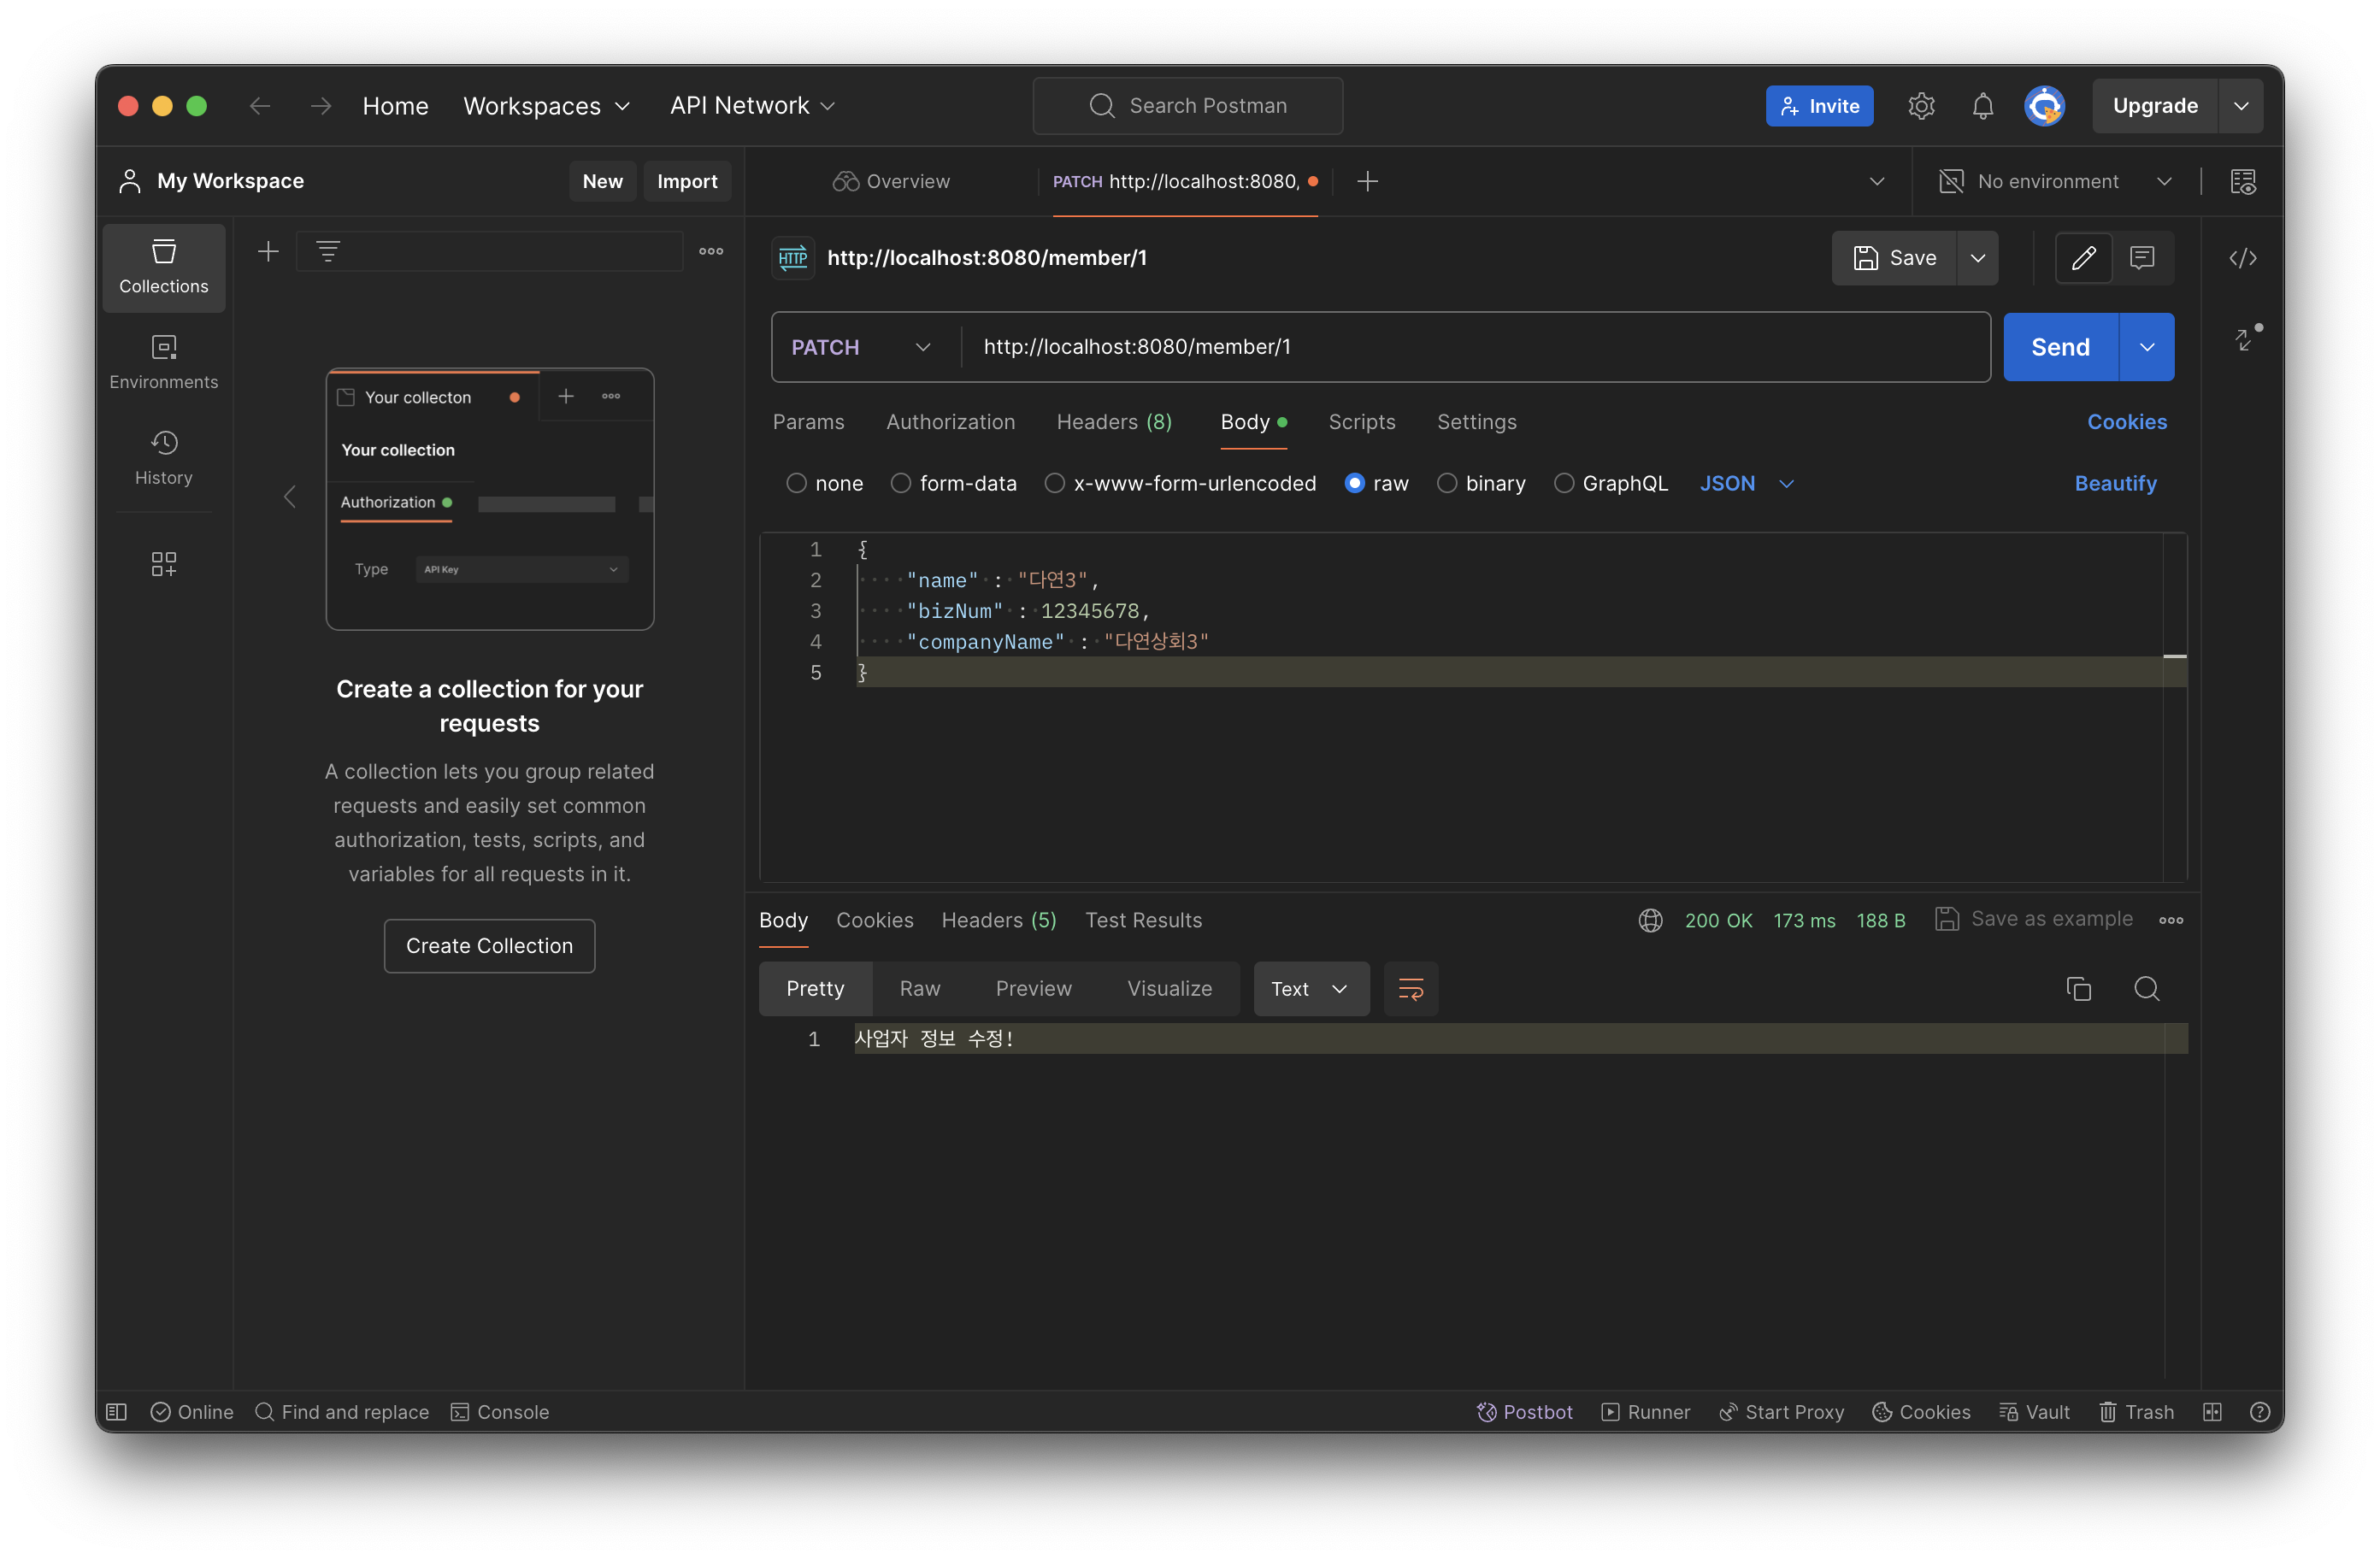 Home Workspaces API Network Search Postman Invite Upgrade
My Workspace New Import
Overview PATCH http://localhost:8080, No environment
Collections
Environments
History
Your collecton
Your collection
Authorization
Type API Key
Create a collection for your
requests
A collection lets you group related
requests and easily set common
authorization, tests, scripts, and
variables for all requests in it.
Create Collection
HTTP http://localhost:8080/member/1 Save
PATCH http://localhost:8080/member/1 Send
Params Authorization Headers (8) Body Scripts Settings Cookies
none form-data x-www-form-urlencoded raw binary GraphQL JSON Beautify
1 {
2 "name" : "다연3",
3 "bizNum" : 12345678,
4 "companyName" : "다연상회3"
5 }
Body Cookies Headers (5) Test Results 200 OK 173 ms 188 B Save as example
Pretty Raw Preview Visualize Text
1 사업자 정보 수정!
Online Find and replace Console Postbot Runner Start Proxy Cookies Vault Trash